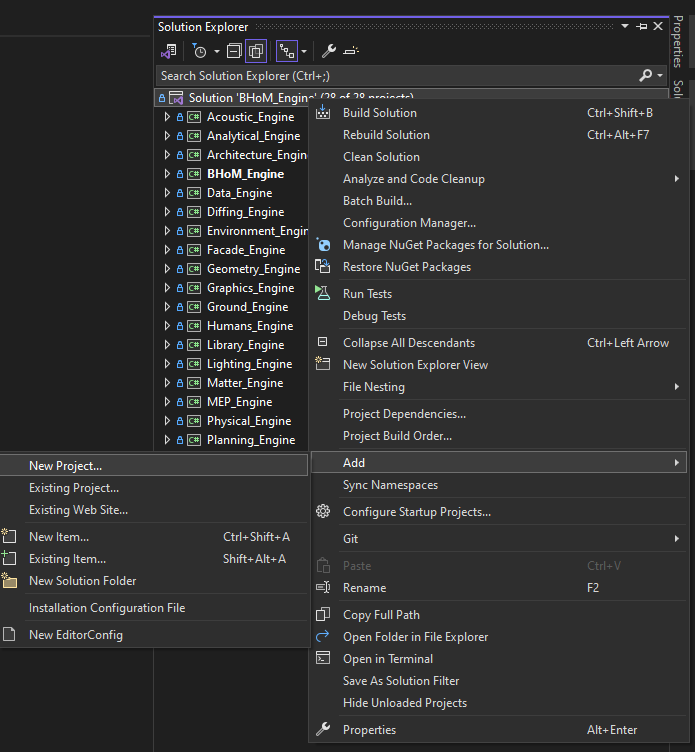 Solution Explorer
Properties
Search Solution Explorer (Ctrl+;)
Solution 'BHoM_Engine' (28 of 28 projects)
Acoustic_Engine
Analytical_Engine
Architecture_Engin
BHoM_Engine
Data_Engine
Diffing_Engine
Environment_Engin
Facade_Engine
Geometry_Engine
Graphics_Engine
Ground_Engine
Humans_Engine
Library_Engine
Lighting_Engine
Matter_Engine
MEP_Engine
Physical_Engine
Planning_Engine
Build Solution Ctrl+Shift+B
Rebuild Solution Ctrl+Alt+F7
Clean Solution
Analyze and Code Cleanup
Batch Build...
Configuration Manager...
Manage NuGet Packages for Solution...
Restore NuGet Packages
Run Tests
Debug Tests
Collapse All Descendants Ctrl+Left Arrow
New Solution Explorer View
File Nesting
Project Dependencies...
Project Build Order...
Add
Sync Namespaces
Configure Startup Projects...
Git
Paste Ctrl+V
Rename F2
Copy Full Path
Open Folder in File Explorer
Open in Terminal
Save As Solution Filter
Hide Unloaded Projects
Properties Alt+Enter
New Project...
Existing Project...
Existing Web Site...
New Item... Ctrl+Shift+A
Existing Item... Shift+Alt+A
New Solution Folder
Installation Configuration File
New EditorConfig